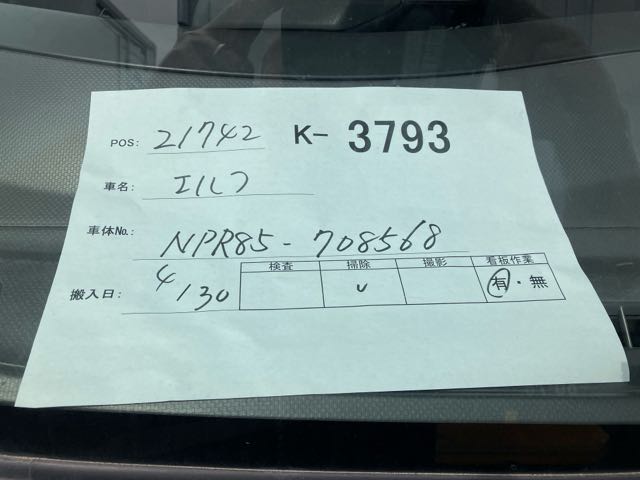 POS: 21742 K- 3793
車名: エルフ
車体No.: NPR85-708568
搬入日: 4/30
検査 掃除 撮影 看板作業
レ 有・無